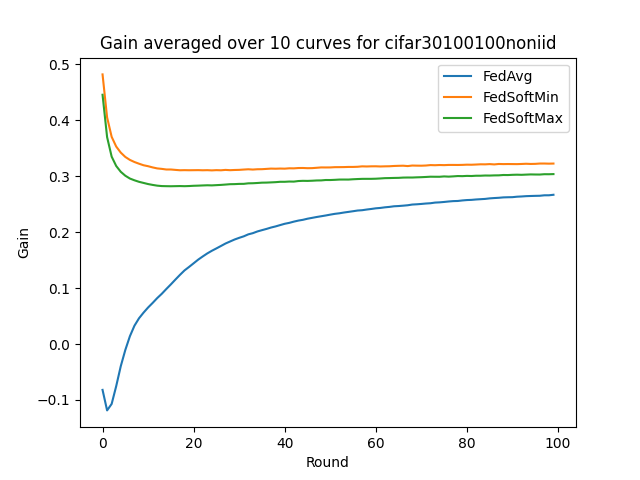 Gain averaged over 10 curves for cifar30100100noniid
FedAvg
FedSoftMin
FedSoftMax
Gain
0.5
0.4
0.3
0.2
0.1
0.0
−0.1
0 20 40 60 80 100
Round